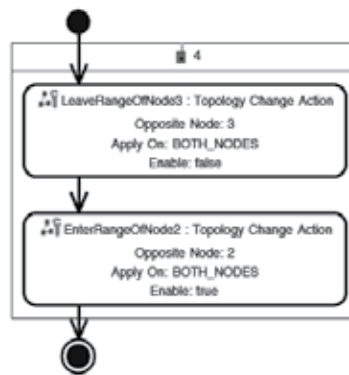 4
LeaveRangeOfNode3 : Topology Change Action
Opposite Node: 3
Apply On: BOTH_NODES
Enable: false
EnterRangeOfNode2 : Topology Change Action
Opposite Node: 2
Apply On: BOTH_NODES
Enable: true